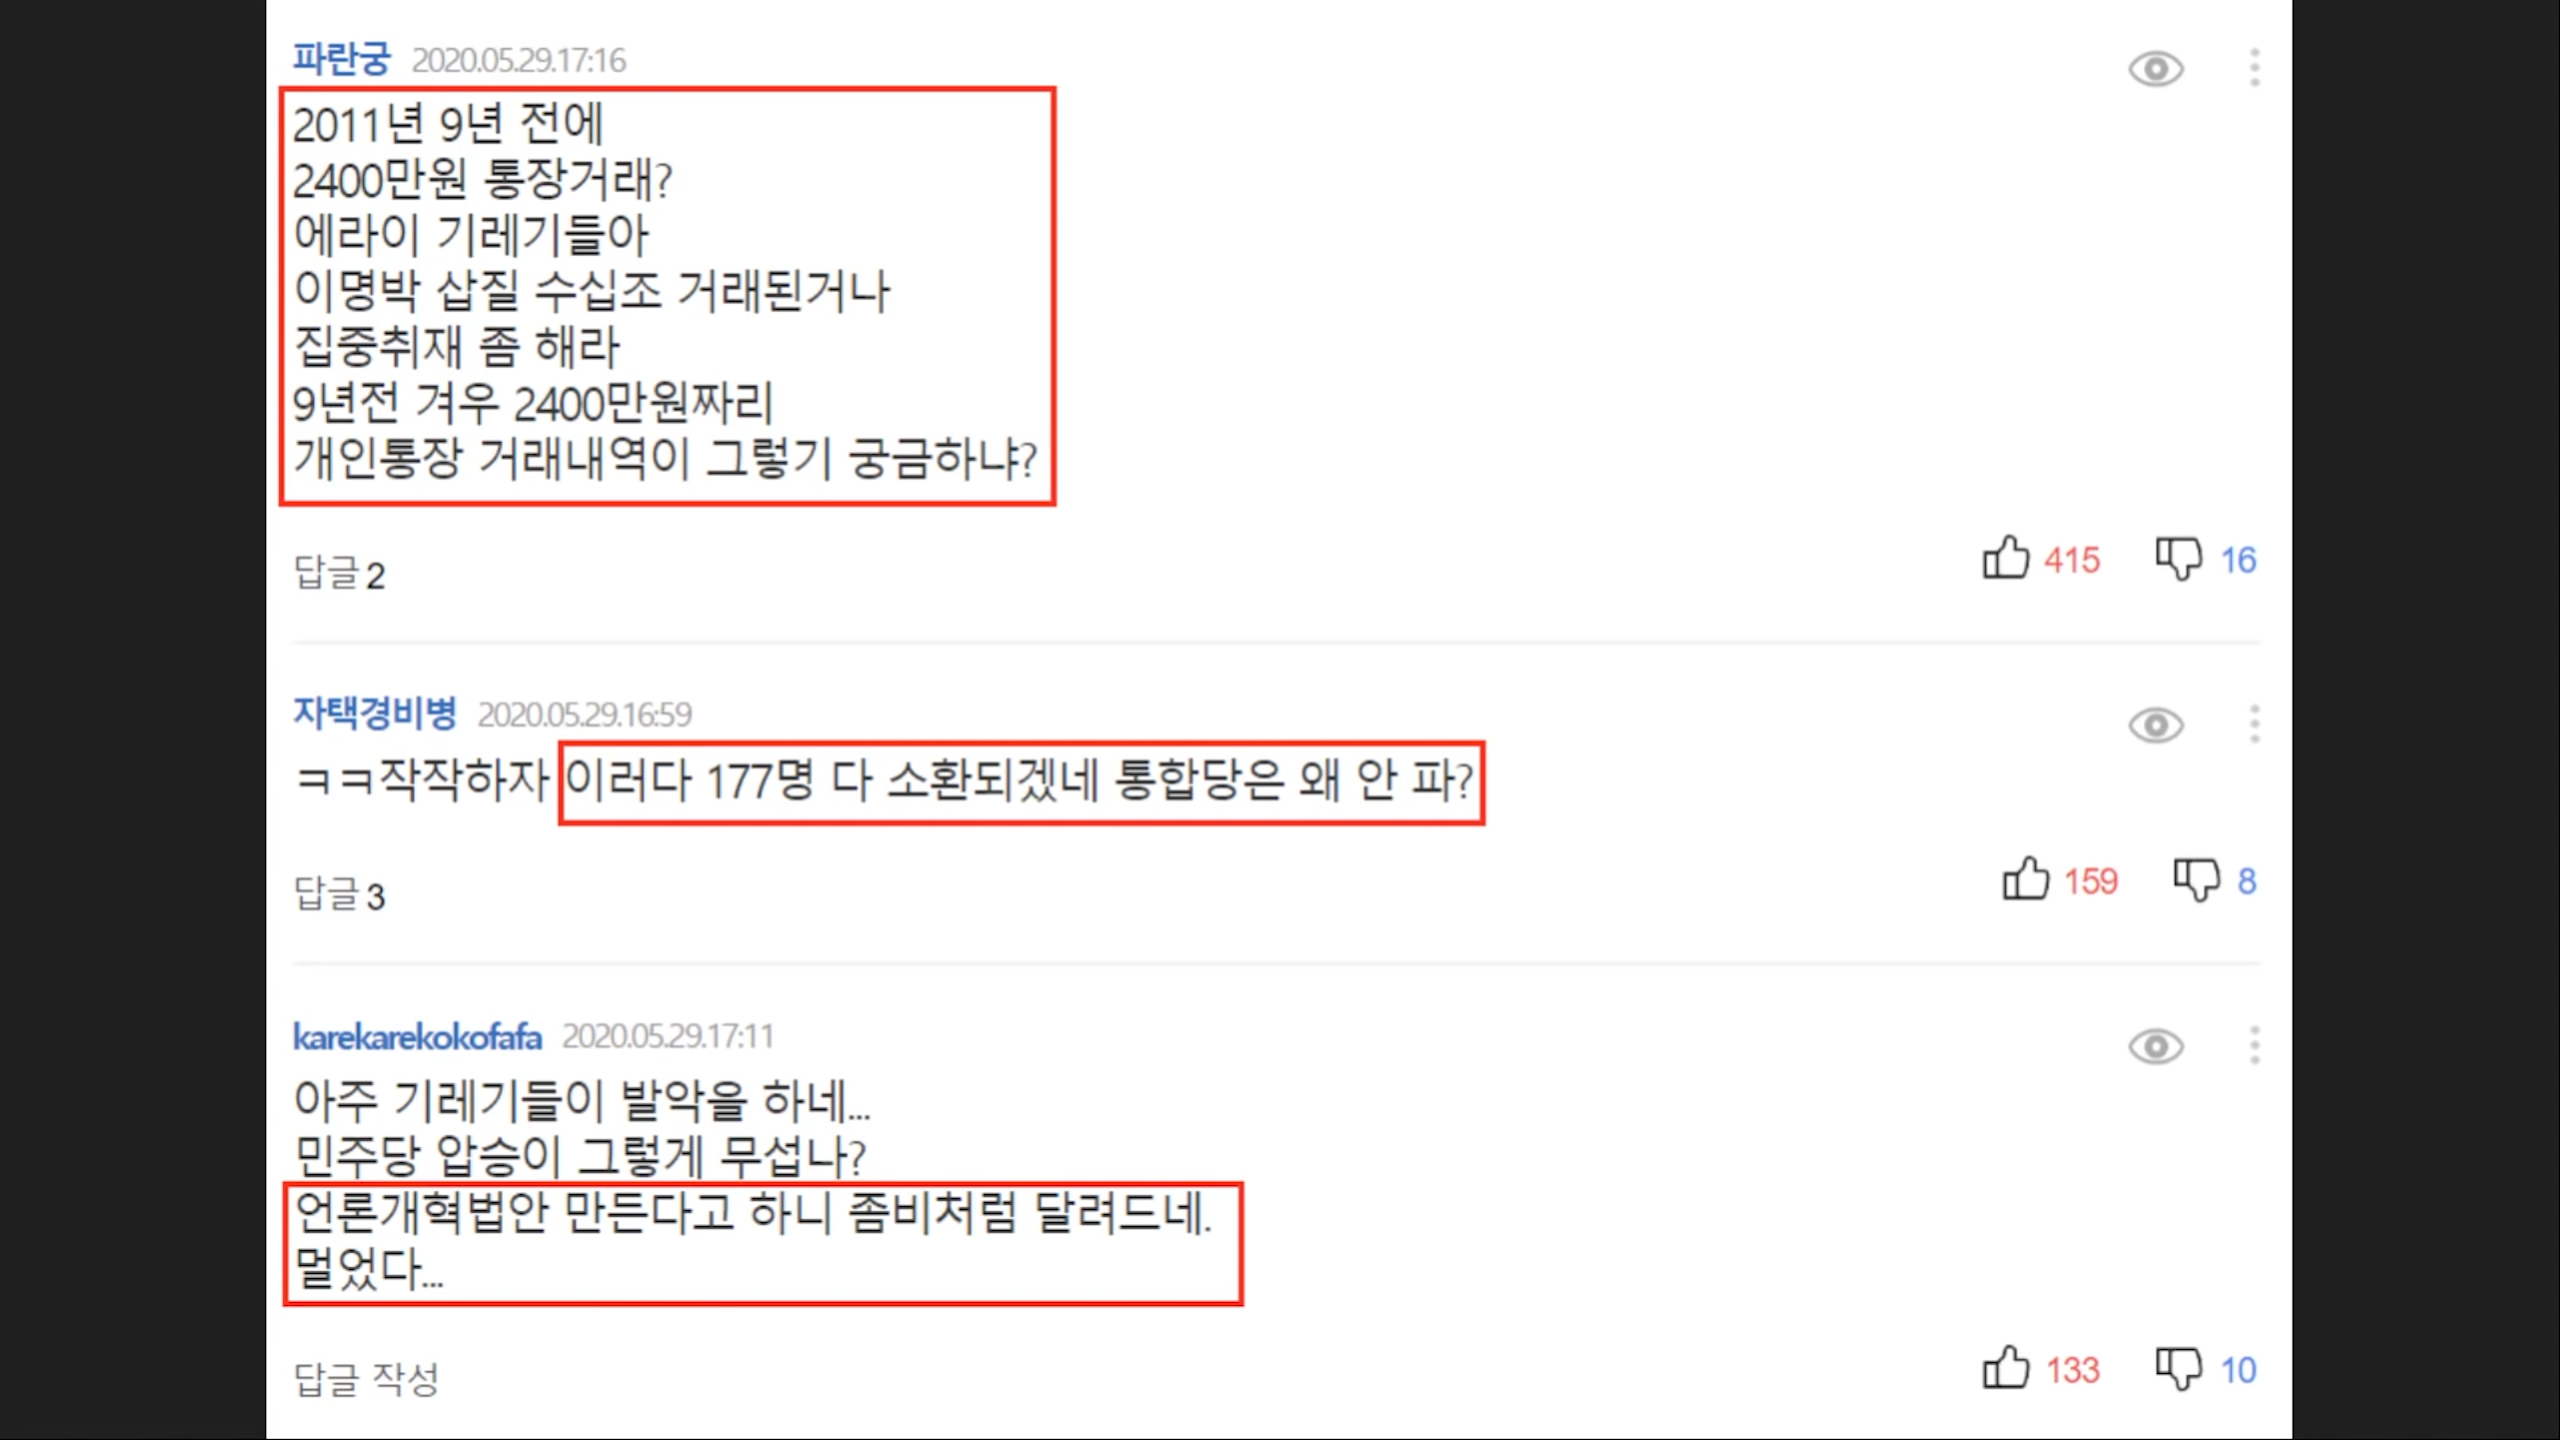 파란궁 2020.05.29.17:16
2011년 9년 전에
2400만원 통장거래?
에라이 기레기들아
이명박 삽질 수십조 거래된거나
집중취재 좀 해라
9년전 겨우 2400만원짜리
개인통장 거래내역이 그렇기 궁금하냐?
답글 2
415 16
자택경비병 2020.05.29.16:59
ㅋㅋ작작하자 이러다 177명 다 소환되겠네 통합당은 왜 안 파?
답글 3
159 8
karekarekokofafa 2020.05.29.17:11
아주 기레기들이 발악을 하네...
민주당 압승이 그렇게 무섭나?
언론개혁법안 만든다고 하니 좀비처럼 달려드네.
멀었다...
답글 작성
133 10